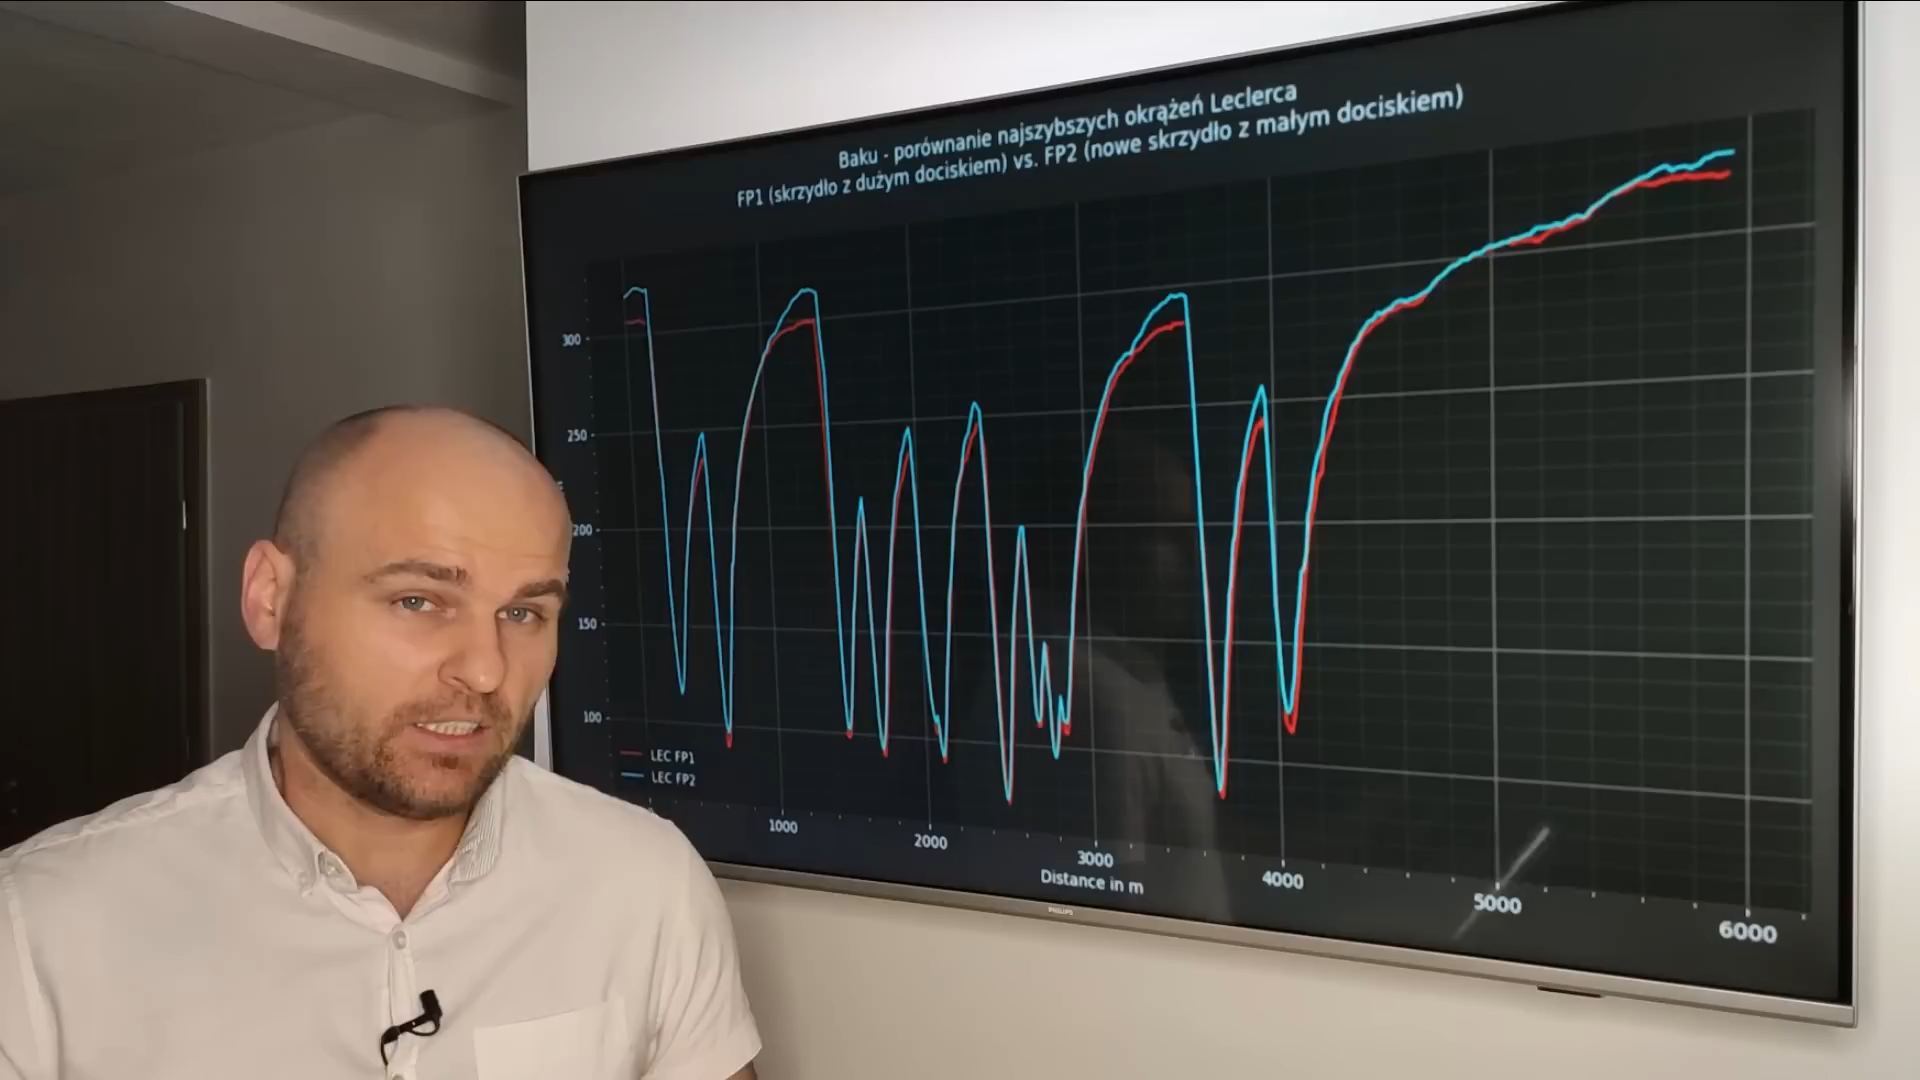 Baku - porównanie najszybszych okrążeń Leclerca
FP1 (skrzydło z dużym dociskiem) vs. FP2 (nowe skrzydło z małym dociskiem)
300
250
200
150
100
LEC FP1
LEC FP2
1000
2000
3000
4000
5000
6000
Distance in m
PHILIPS